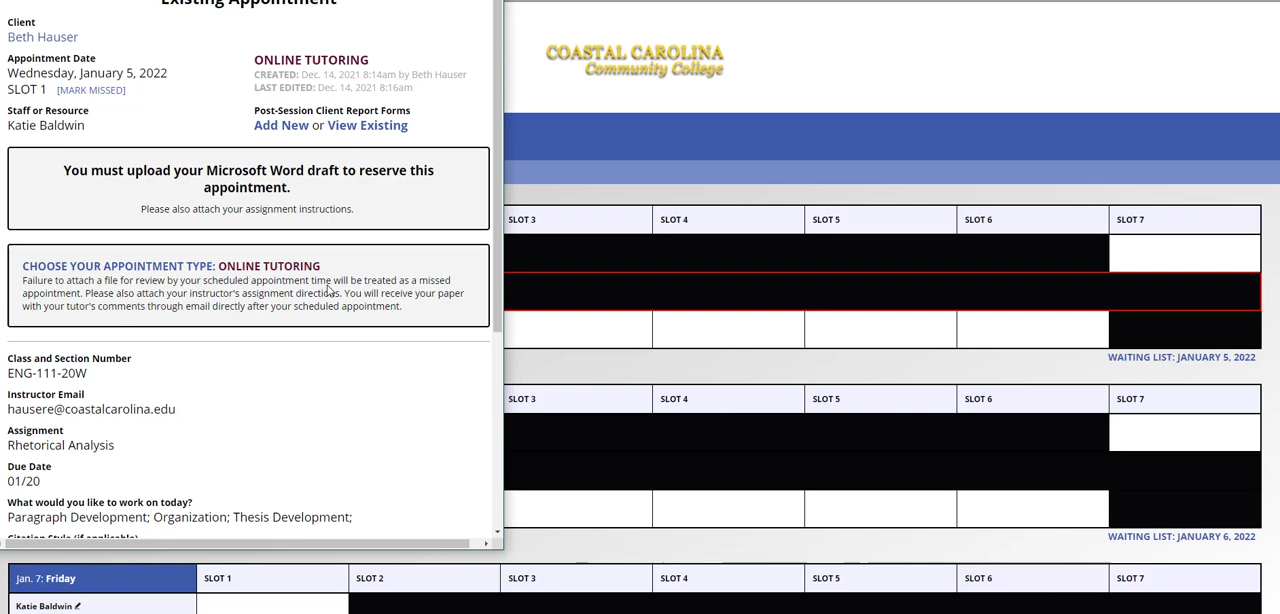 Existing Appointment
Client
Beth Hauser
Appointment Date
Wednesday, January 5, 2022
SLOT 1 [MARK MISSED]
ONLINE TUTORING
CREATED: Dec. 14, 2021 8:14am by Beth Hauser
LAST EDITED: Dec. 14, 2021 8:16am
Staff or Resource
Katie Baldwin
Post-Session Client Report Forms
Add New or View Existing
You must upload your Microsoft Word draft to reserve this
appointment.
Please also attach your assignment instructions.
CHOOSE YOUR APPOINTMENT TYPE: ONLINE TUTORING
Failure to attach a file for review by your scheduled appointment time will be treated as a missed
appointment. Please also attach your instructor's assignment directions. You will receive your paper
with your tutor's comments through email directly after your scheduled appointment.
Class and Section Number
ENG-111-20W
Instructor Email
hausere@coastalcarolina.edu
Assignment
Rhetorical Analysis
Due Date
01/20
What would you like to work on today?
Paragraph Development; Organization; Thesis Development;
Citation Style (if applicable)
COASTAL CAROLINA
Community College
SLOT 3 SLOT 4 SLOT 5 SLOT 6 SLOT 7
WAITING LIST: JANUARY 5, 2022
SLOT 3 SLOT 4 SLOT 5 SLOT 6 SLOT 7
WAITING LIST: JANUARY 6, 2022
Jan. 7: Friday SLOT 1 SLOT 2 SLOT 3 SLOT 4 SLOT 5 SLOT 6 SLOT 7
Katie Baldwin